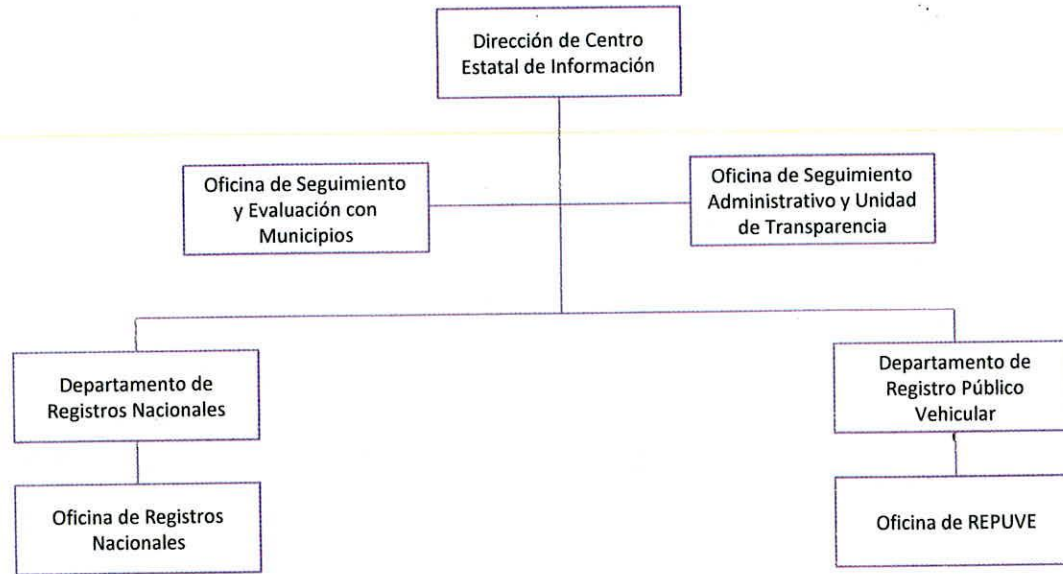 Dirección de Centro
Estatal de Información
Oficina de Seguimiento
y Evaluación con
Municipios
Oficina de Seguimiento
Administrativo y Unidad
de Transparencia
Departamento de
Registros Nacionales
Departamento de
Registro Público
Vehicular
Oficina de Registros
Nacionales
Oficina de REPUVE